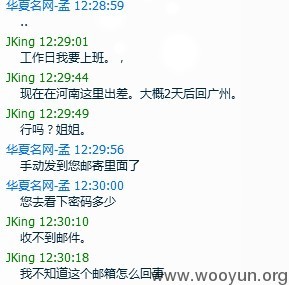 华夏名网-孟 12:28:59
..
JKing 12:29:01
工作日我要上班。，
JKing 12:29:44
现在在河南这里出差。大概2天后回广州。
JKing 12:29:49
行吗？姐姐。
华夏名网-孟 12:29:56
手动发到您邮寄里面了
华夏名网-孟 12:30:00
您去看下密码多少
JKing 12:30:10
收不到邮件。
JKing 12:30:18
我不知道这个邮箱怎么回事
www.wooyun.org